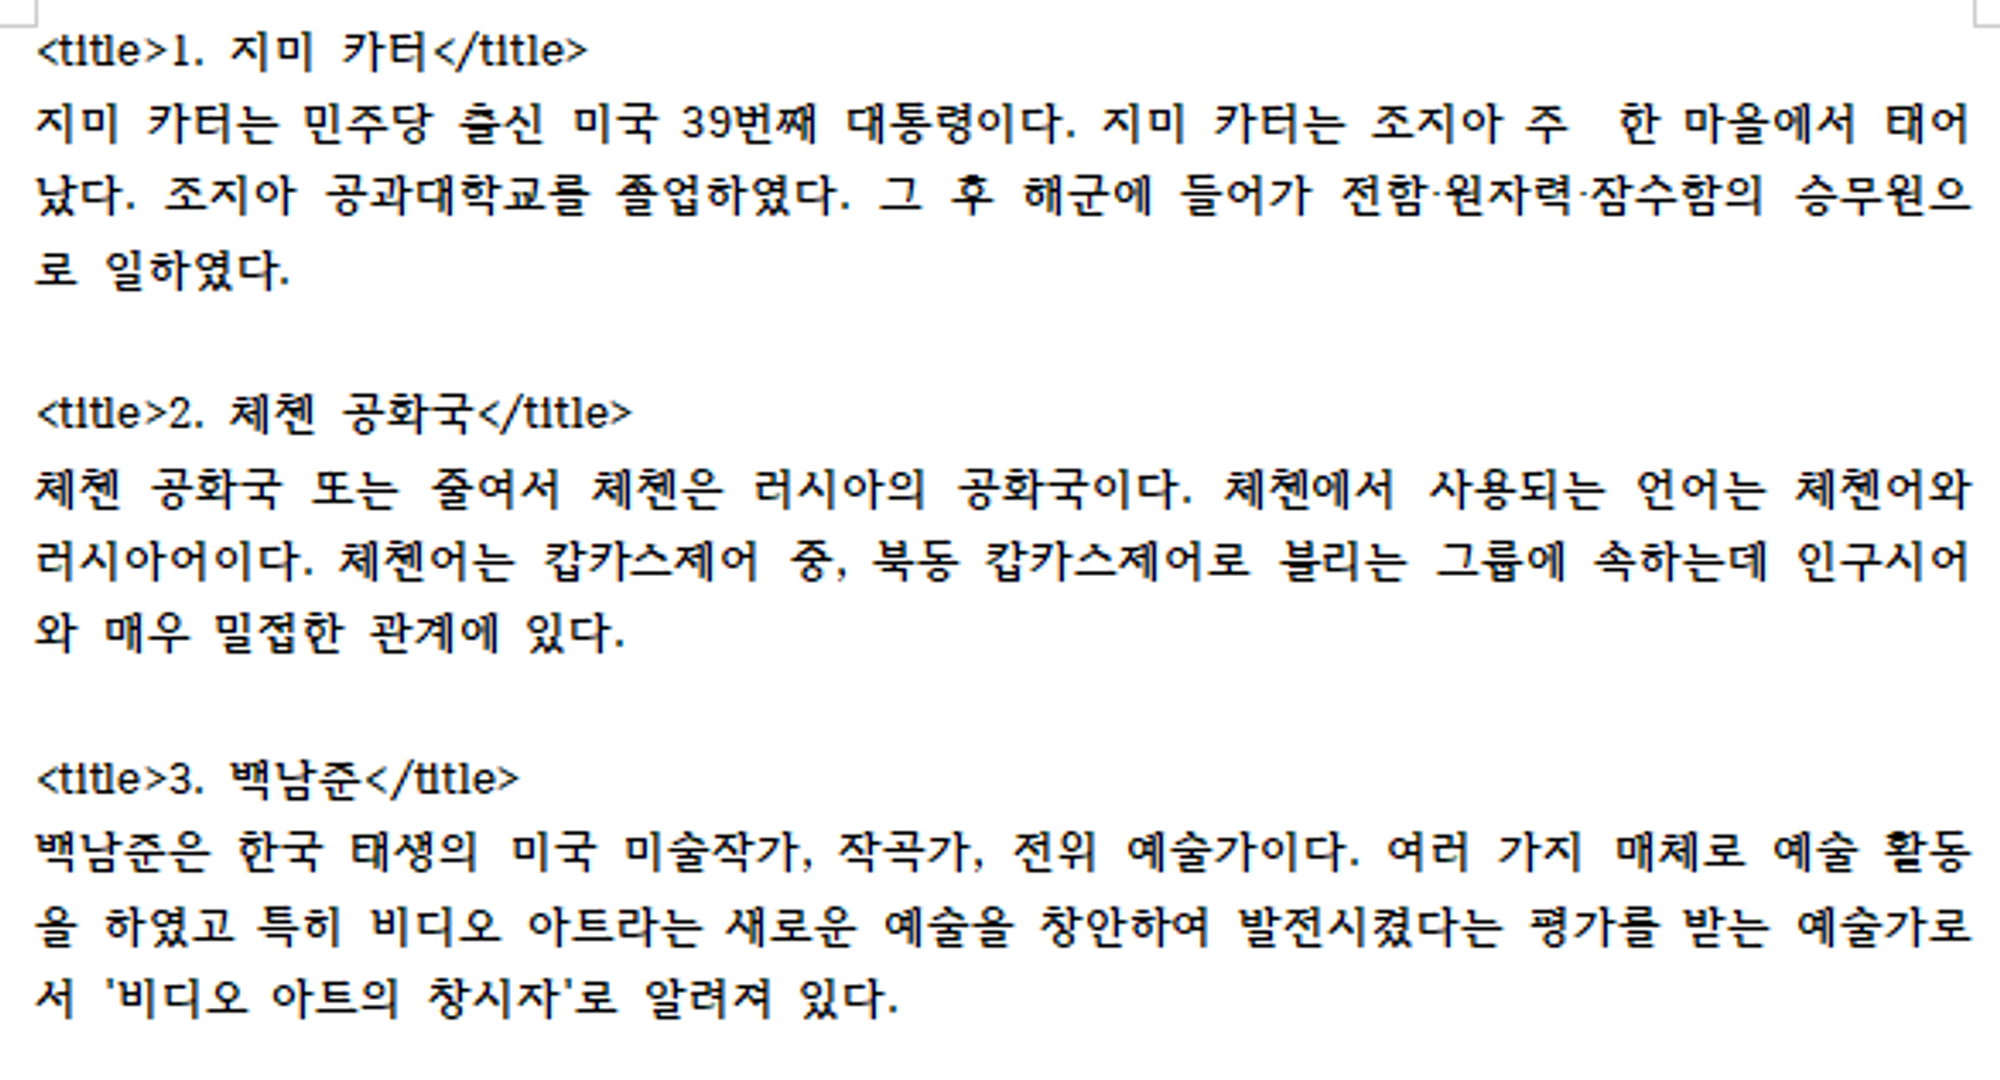 <title>1. 지미 카터</title>
지미 카터는 민주당 출신 미국 39번째 대통령이다. 지미 카터는 조지아 주  한 마을에서 태어
났다. 조지아 공과대학교를 졸업하였다. 그 후 해군에 들어가 전함·원자력·잠수함의 승무원으
로 일하였다.

<title>2. 체첸 공화국</title>
체첸 공화국 또는 줄여서 체첸은 러시아의 공화국이다. 체첸에서 사용되는 언어는 체첸어와
러시아어이다. 체첸어는 캅카스제어 중, 북동 캅카스제어로 불리는 그룹에 속하는데 인구시어
와 매우 밀접한 관계에 있다.

<title>3. 백남준</title>
백남준은 한국 태생의 미국 미술작가, 작곡가, 전위 예술가이다. 여러 가지 매체로 예술 활동
을 하였고 특히 비디오 아트라는 새로운 예술을 창안하여 발전시켰다는 평가를 받는 예술가로
서 '비디오 아트의 창시자'로 알려져 있다.